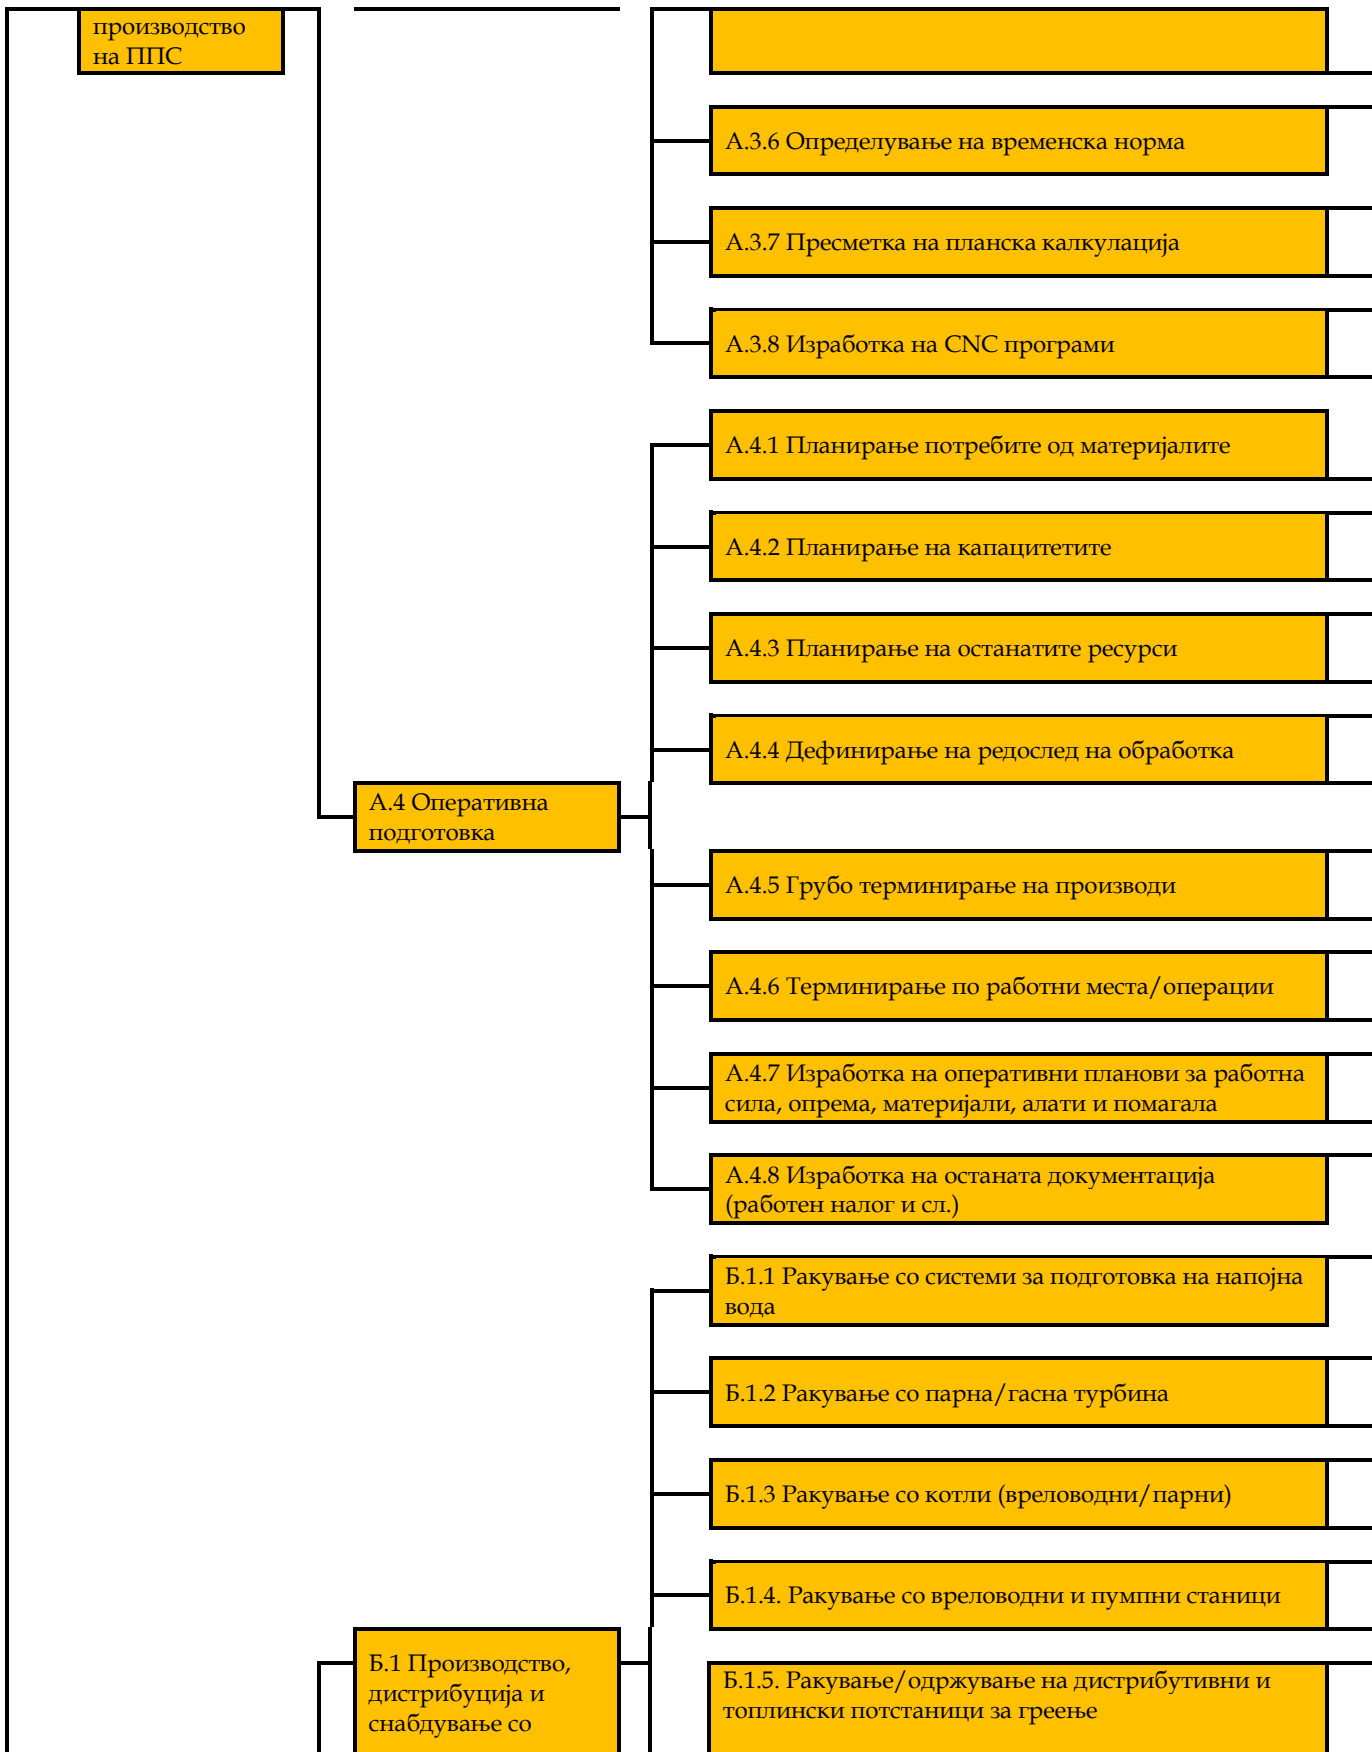 производство
на ППС
А.3.6 Определување на временска норма
А.3.7 Пресметка на планска калкулација
А.3.8 Изработка на CNC програми
А.4.1 Планирање потребите од материјалите
А.4.2 Планирање на капацитетите
А.4.3 Планирање на останатите ресурси
А.4.4 Дефинирање на редослед на обработка
А.4 Оперативна
подготовка
А.4.5 Грубо терминирање на производи
А.4.6 Терминирање по работни места/операции
А.4.7 Изработка на оперативни планови за работна
сила, опрема, материјали, алати и помагала
А.4.8 Изработка на останата документација
(работен налог и сл.)
Б.1.1 Ракување со системи за подготовка на напојна
вода
Б.1.2 Ракување со парна/гасна турбина
Б.1.3 Ракување со котли (вреловодни/парни)
Б.1.4. Ракување со вреловодни и пумпни станици
Б.1 Производство,
дистрибуција и
снабдување со
Б.1.5. Ракување/одржување на дистрибутивни и
топлински потстаници за греење